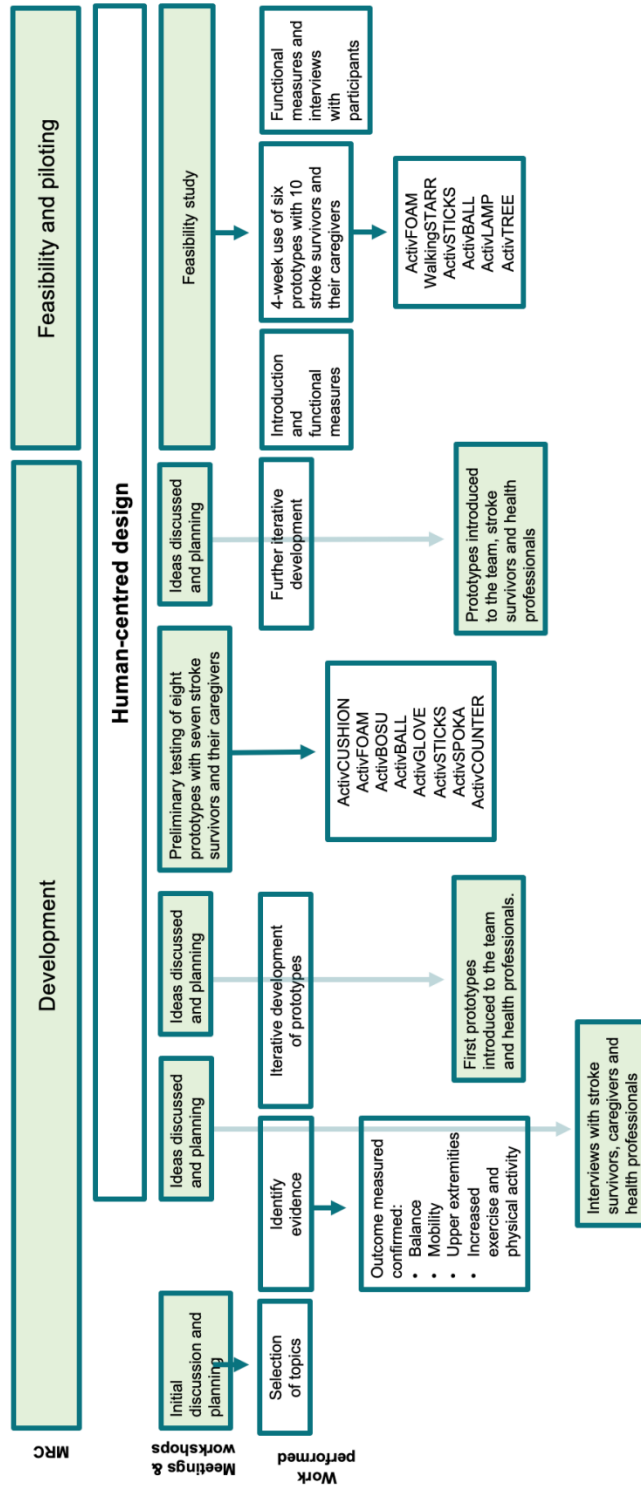 MRC
Development
Feasibility and piloting
Human-centred design
Meetings &
workshops
Initial
discussion and
planning
Ideas discussed
and planning
Ideas discussed
and planning
Preliminary testing of eight
prototypes with seven stroke
survivors and their caregivers
Ideas discussed
and planning
Feasibility study
Work
performed
Selection of
topics
Identify
evidence
Iterative development
of prototypes
Further iterative
development
Introduction
and
functional
measures
4-week use of six
prototypes with 10
stroke survivors and
their caregivers
Functional
measures and
interviews
with
participants
Outcome measured
confirmed:
• Balance
• Mobility
• Upper extremities
• Increased
exercise and
physical activity
First prototypes
introduced to the team
and health professionals.
ActivCUSHION
ActivFOAM
ActivBOSU
ActivBALL
ActivGLOVE
ActivSTICKS
ActivSPOKA
ActivCOUNTER
Prototypes introduced
to the team, stroke
survivors and health
professionals
ActivFOAM
WalkingSTARR
ActivSTICKS
ActivBALL
ActivLAMP
ActivTREE
Interviews with stroke
survivors, caregivers and
health professionals